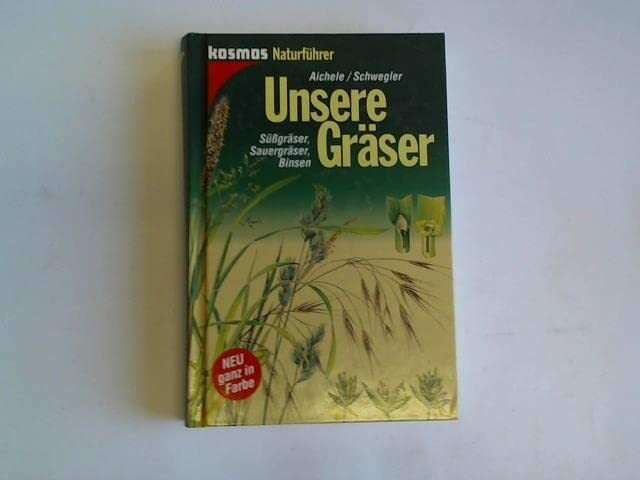 kosmos Naturführer
Aichele / Schwegler
Unsere
Gräser
Süßgräser,
Sauergräser,
Binsen
NEU
ganz in
Farbe